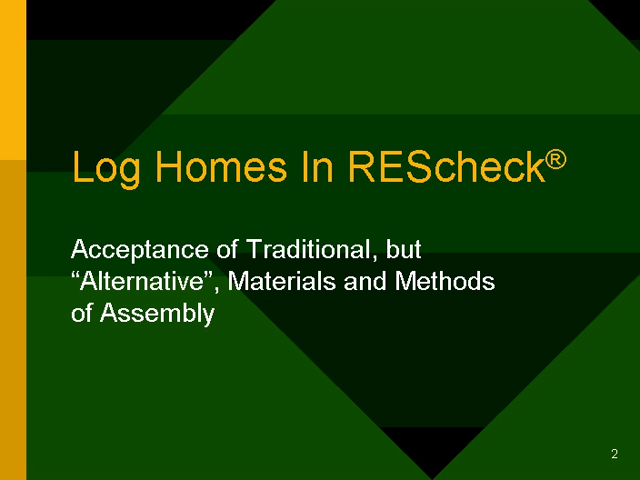 Log Homes In REScheck®
Acceptance of Traditional, but
“Alternative”, Materials and Methods
of Assembly
2